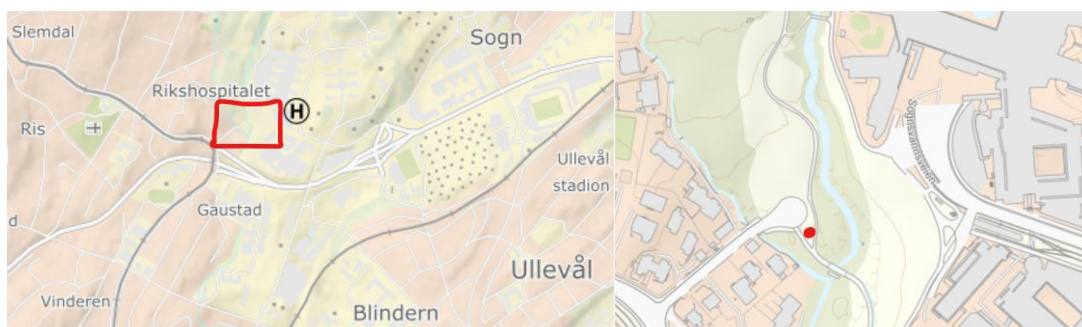 Slemdal
Sogn
Rikshospitalet
H
Ris
Ullevål
stadion
d
Gaustad
Ullevål
Vinderen
Blindern
Sognsvannsveien